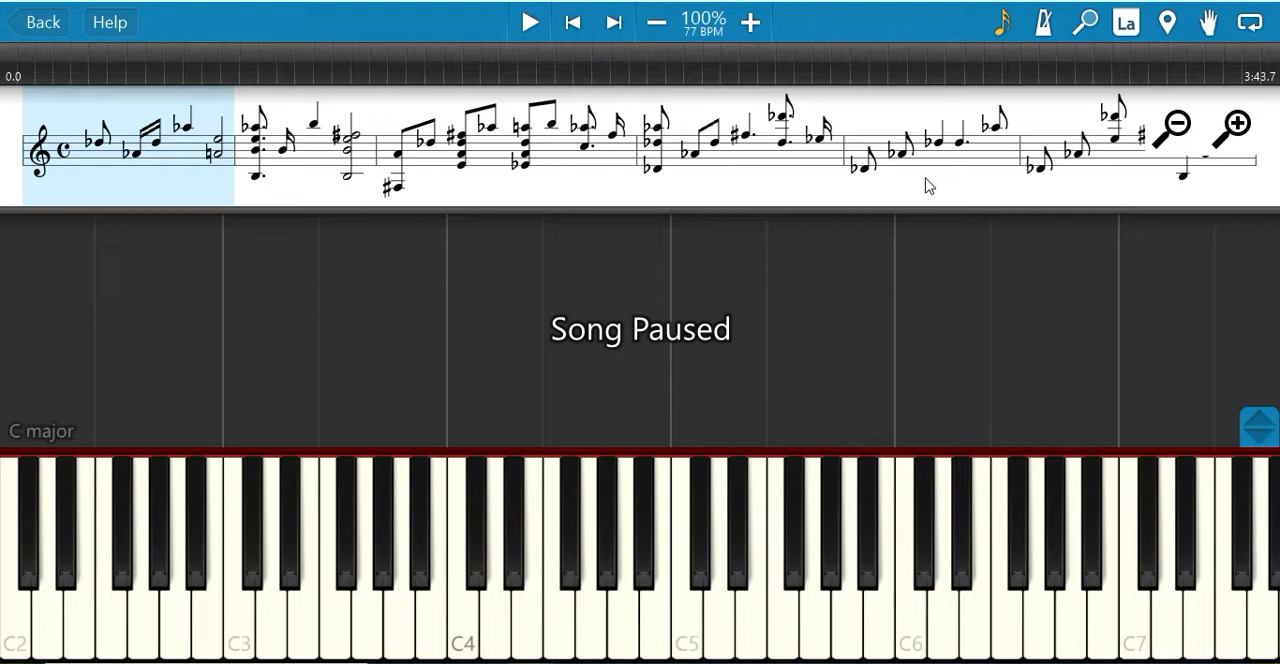 Back
Help
100%
77 BPM
La
0.0
3:43.7
Song Paused
C major
C2
C3
C4
C5
C6
C7